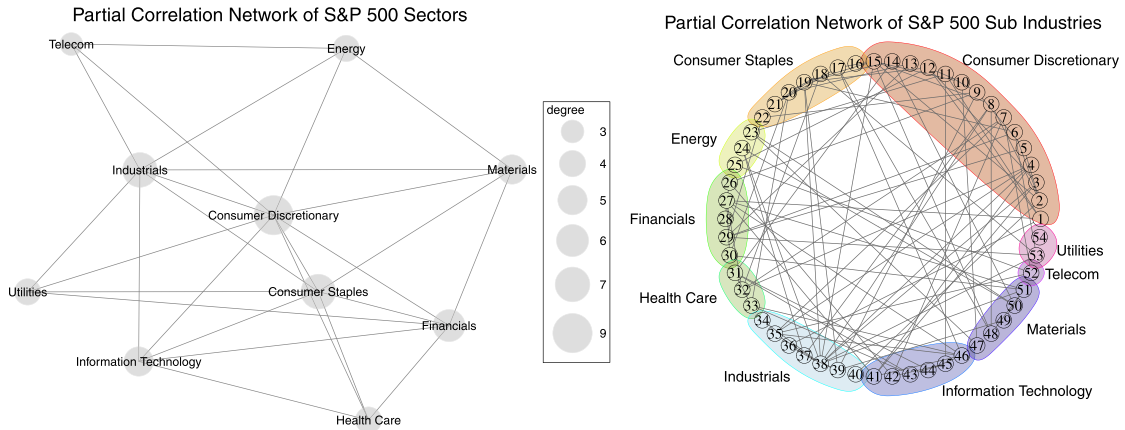 Partial Correlation Network of S&P 500 Sectors
Telecom
Energy
Industrials
Materials
Consumer Discretionary
Utilities
Consumer Staples
Financials
Information Technology
Health Care
degree
3
4
5
6
7
9
Partial Correlation Network of S&P 500 Sub Industries
Consumer Staples
Consumer Discretionary
Energy
Financials
Health Care
Industrials
Information Technology
Materials
Telecom
Utilities
1
2
3
4
5
6
7
8
9
10
11
12
13
14
15
16
17
18
19
20
21
22
23
24
25
26
27
28
29
30
31
32
33
34
35
36
37
38
39
40
41
42
43
44
45
46
47
48
49
50
51
52
53
54